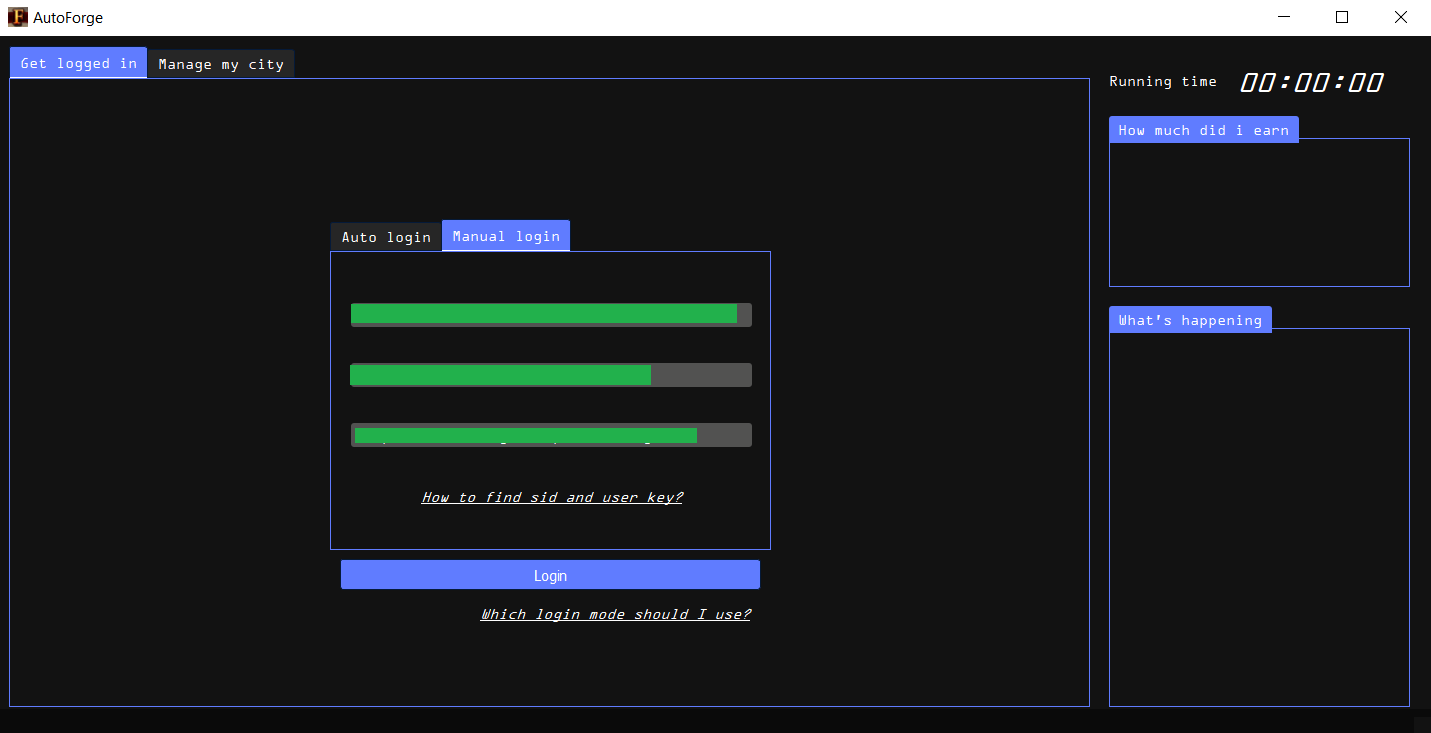 AutoForge
Get logged in
Manage my city
Running time 00:00:00
How much did i earn
Auto login
Manual login
What's happening
How to find sid and user key?
Login
Which login mode should I use?